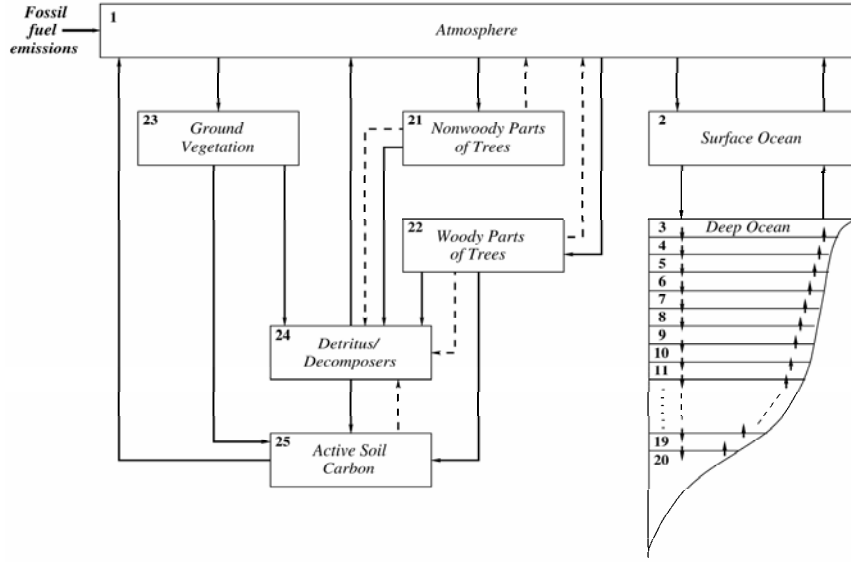 Fossil
fuel
emissions
1
Atmosphere
23
Ground
Vegetation
21
Nonwoody Parts
of Trees
2
Surface Ocean
22
Woody Parts
of Trees
3
Deep Ocean
4
5
6
7
8
9
10
11
19
20
24
Detritus/
Decomposers
25
Active Soil
Carbon